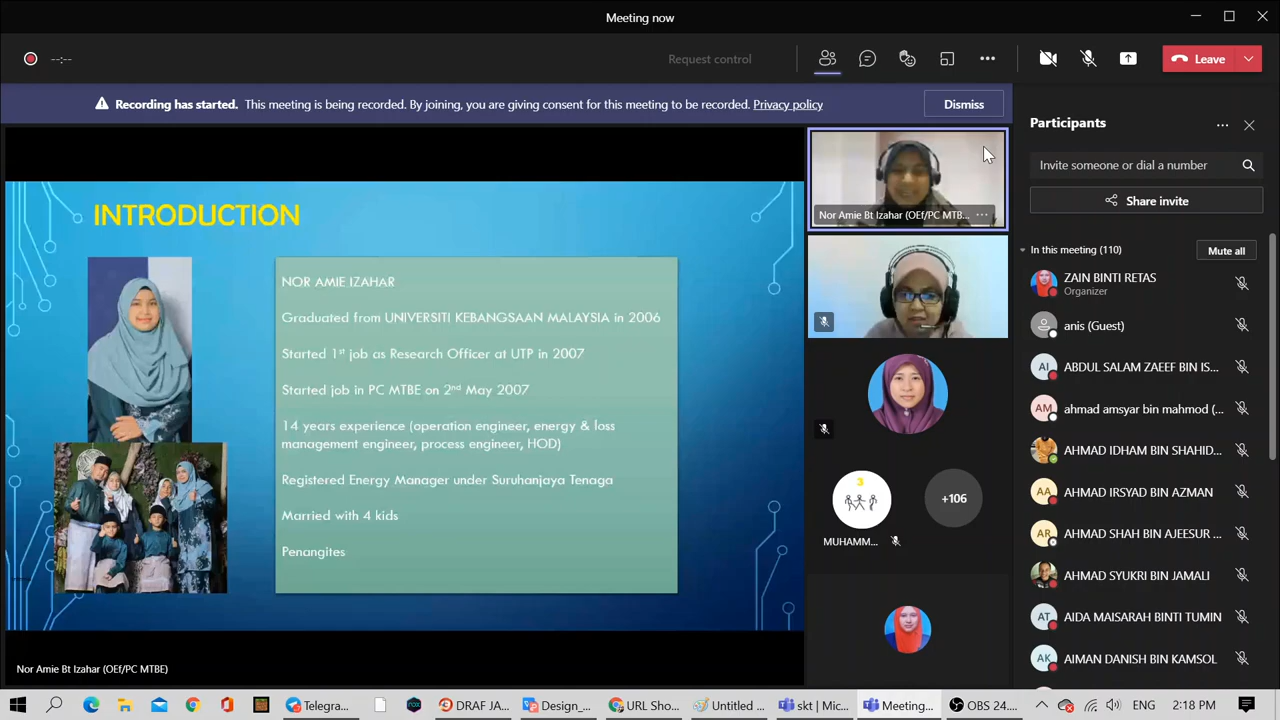 Meeting now
--:--
Request control
Leave
Recording has started. This meeting is being recorded. By joining, you are giving consent for this meeting to be recorded. Privacy policy
Dismiss
INTRODUCTION
NOR AMIE IZAHAR
Graduated from UNIVERSITI KEBANGSAAN MALAYSIA in 2006
Started 1st job as Research Officer at UTP in 2007
Started job in PC MTBE on 2nd May 2007
14 years experience (operation engineer, energy & loss
management engineer, process engineer, HOD)
Registered Energy Manager under Suruhanjaya Tenaga
Married with 4 kids
Penangites
Nor Amie Bt Izahar (OEf/PC MTBE)
Nor Amie Bt Izahar (OEf/PC MTB...
3
MUHAMM...
+106
Participants
Invite someone or dial a number
Share invite
In this meeting (110)
Mute all
ZAIN BINTI RETAS
Organizer
anis (Guest)
AI
ABDUL SALAM ZAEEF BIN IS...
AM
ahmad amsyar bin mahmod (...
AHMAD IDHAM BIN SHAHID...
AA
AHMAD IRSYAD BIN AZMAN
AR
AHMAD SHAH BIN AJEESUR ...
AHMAD SYUKRI BIN JAMALI
AT
AIDA MAISARAH BINTI TUMIN
AK
AIMAN DANISH BIN KAMSOL
Telegra...
DRAF JA...
Design_...
URL Sho...
Untitled ...
skt | Mic...
Meeting...
OBS 24....
ENG
2:18 PM